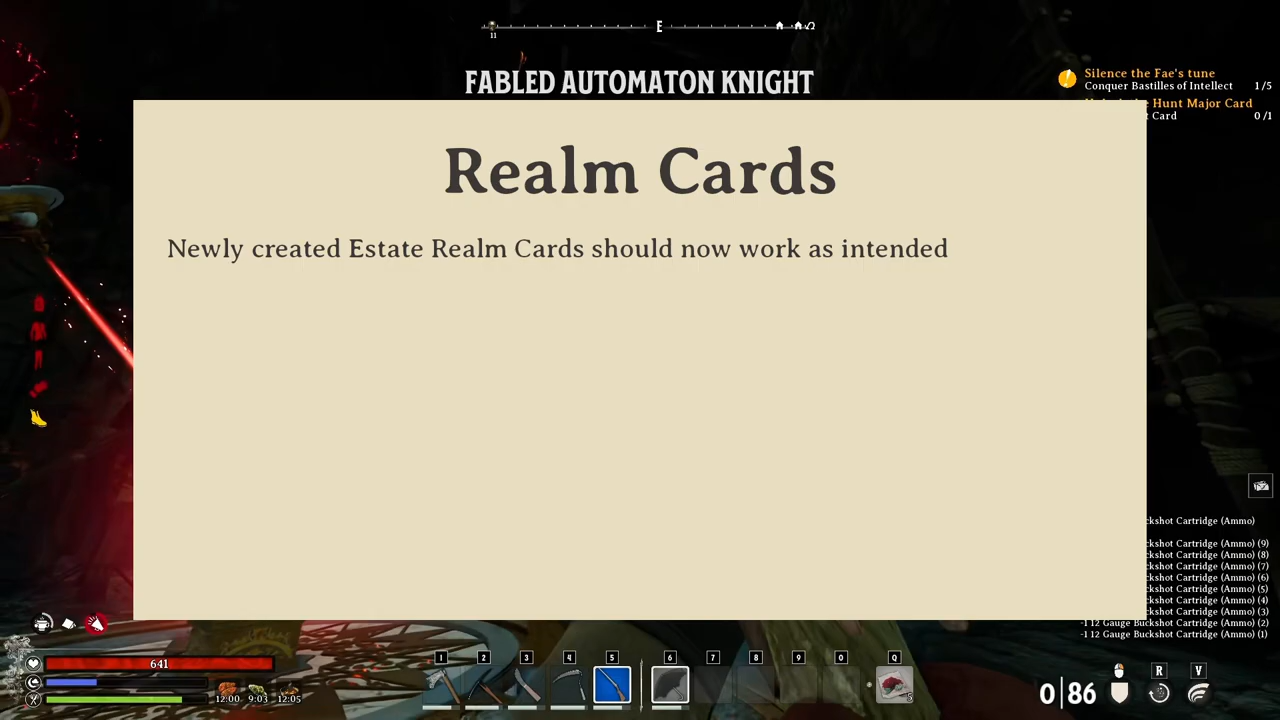 E
11
FABLED AUTOMATON KNIGHT
Silence the Fae's tune
Conquer Bastilles of Intellect 1/5
Hunt Major Card
Card 0/1
Realm Cards
Newly created Estate Realm Cards should now work as intended
ckshot Cartridge (Ammo)
ckshot Cartridge (Ammo) (9)
ckshot Cartridge (Ammo) (8)
ckshot Cartridge (Ammo) (7)
ckshot Cartridge (Ammo) (6)
ckshot Cartridge (Ammo) (5)
ckshot Cartridge (Ammo) (4)
ckshot Cartridge (Ammo) (3)
-1 12 Gauge Buckshot Cartridge (Ammo) (2)
-1 12 Gauge Buckshot Cartridge (Ammo) (1)
641
12:00 9:03 12:05
1 2 3 4 5 6 7 8 9 0 Q
5
0|86
R V